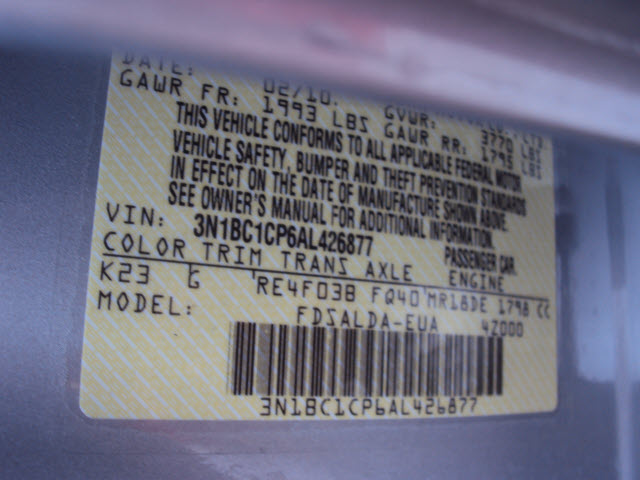 DATE: 02/10
GAWR FR: 1993 LBS GVWR: 3770 LBS
GAWR RR: 1795 LBS
THIS VEHICLE CONFORMS TO ALL APPLICABLE FEDERAL MOTOR
VEHICLE SAFETY, BUMPER AND THEFT PREVENTION STANDARDS
IN EFFECT ON THE DATE OF MANUFACTURE SHOWN ABOVE.
SEE OWNER'S MANUAL FOR ADDITIONAL INFORMATION.
VIN: 3N1BC1CP6AL426877 PASSENGER CAR.
COLOR TRIM TRANS AXLE ENGINE
K23 G RE4F03B FQ40 MR18DE 1798 CC
MODEL: FDSALDA-EUA 4Z000
3N1BC1CP6AL426877